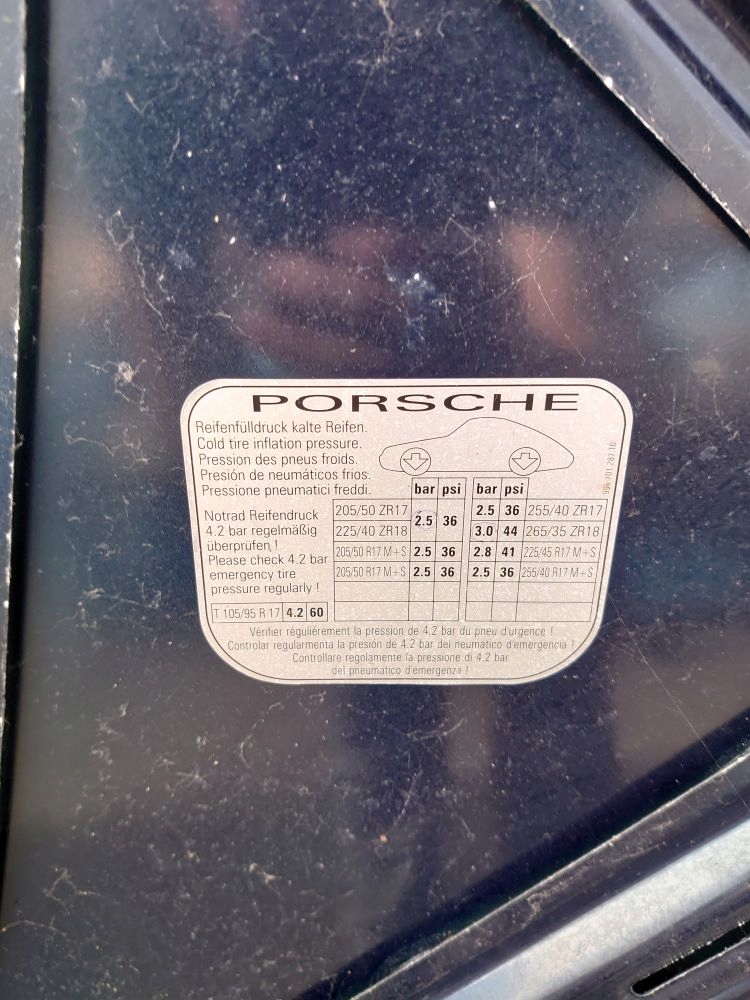 PORSCHE
Reifenfülldruck kalte Reifen.
Cold tire inflation pressure.
Pression des pneus froids.
Presión de neumáticos frios.
Pressione pneumatici freddi.
bar psi bar psi
Notrad Reifendruck
4.2 bar regelmäßig
überprüfen !
Please check 4.2 bar
emergency tire
pressure regularly !
T 105/95 R 17 4.2 60
205/50 ZR17 2.5 36 2.5 36 255/40 ZR17
225/40 ZR18 3.0 44 265/35 ZR18
205/50 R17 M+S 2.5 36 2.8 41 225/45 R17 M+S
205/50 R17 M+S 2.5 36 2.5 36 255/40 R17 M+S
Vérifier régulièrement la pression de 4.2 bar du pneu d'urgence !
Controlar regularmenta la presión de 4.2 bar del neumatico d'emergencia !
Controllare regolamente la pressione di 4.2 bar
del pneumatico d'emergenza !